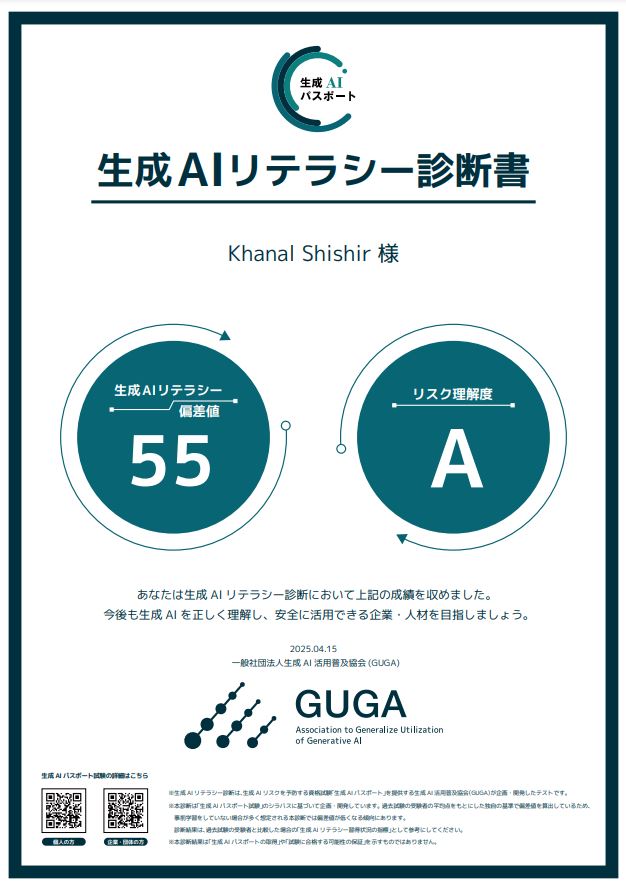 生成 AI
パスポート
生成AIリテラシー診断書
Khanal Shishir 様
生成AIリテラシー
偏差値
55
リスク理解度
A
あなたは生成 AI リテラシー診断において上記の成績を収めました。
今後も生成 AI を正しく理解し、安全に活用できる企業・人材を目指しましょう。
2025.04.15
一般社団法人生成 AI 活用普及協会 (GUGA)
GUGA
Association to Generalize Utilization
of Generative AI
生成 AI パスポート試験の詳細はこちら
個人の方
企業・団体の方
※生成 AI リテラシー診断は、生成 AI リスクを予防する資格試験「生成 AI パスポート」を提供する生成 AI 活用普及協会(GUGA)が企画・開発したテストです。
※本診断は「生成 AI パスポート試験」のシラバスに基づいて企画・開発しています。過去試験の受験者の平均点をもとにした独自の基準で偏差値を算出しているため、
事前学習をしていない場合が多く想定される本診断では偏差値が低くなる傾向にあります。
診断結果は、過去試験の受験者と比較した場合の「生成 AI リテラシー習得状況の指標」として参考にしてください。
※本診断結果は「生成 AI パスポートの取得」や「試験に合格する可能性の保証」を示すものではありません。